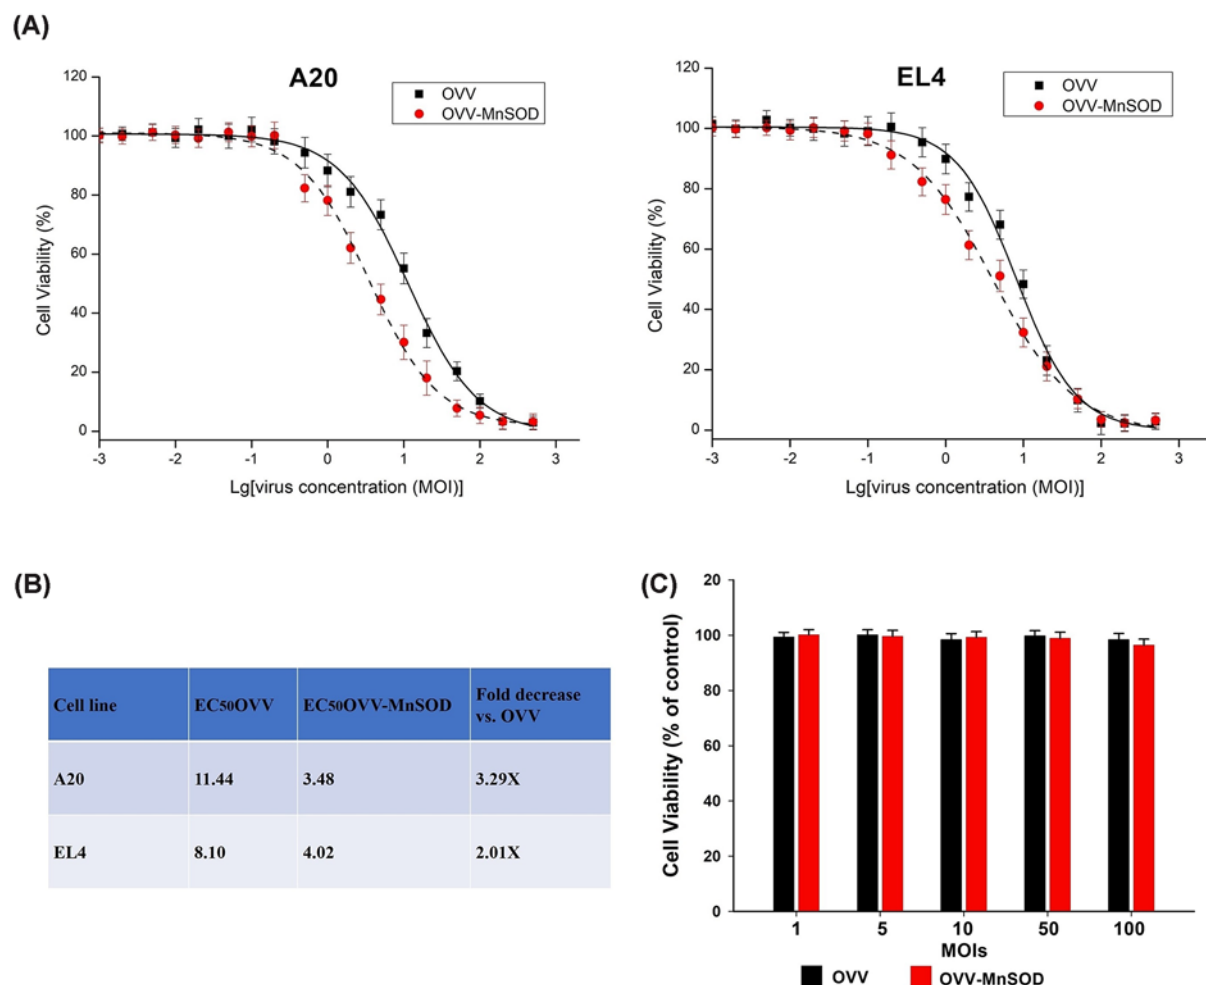 (A)
A20
OVV
OVV-MnSOD
120
100
80
60
40
20
0
Cell Viability (%)
-3 -2 -1 0 1 2 3
Lg[virus concentration (MOI)]
EL4
OVV
OVV-MnSOD
120
100
80
60
40
20
0
Cell Viability (%)
-3 -2 -1 0 1 2 3
Lg[virus concentration (MOI)]
(B)
Cell line EC50OVV EC50OVV-MnSOD Fold decrease
vs. OVV
A20 11.44 3.48 3.29X
EL4 8.10 4.02 2.01X
(C)
20
100
80
60
40
20
0
Cell Viability (% of control)
1 5 10 50 100
MOIs
OVV OVV-MnSOD